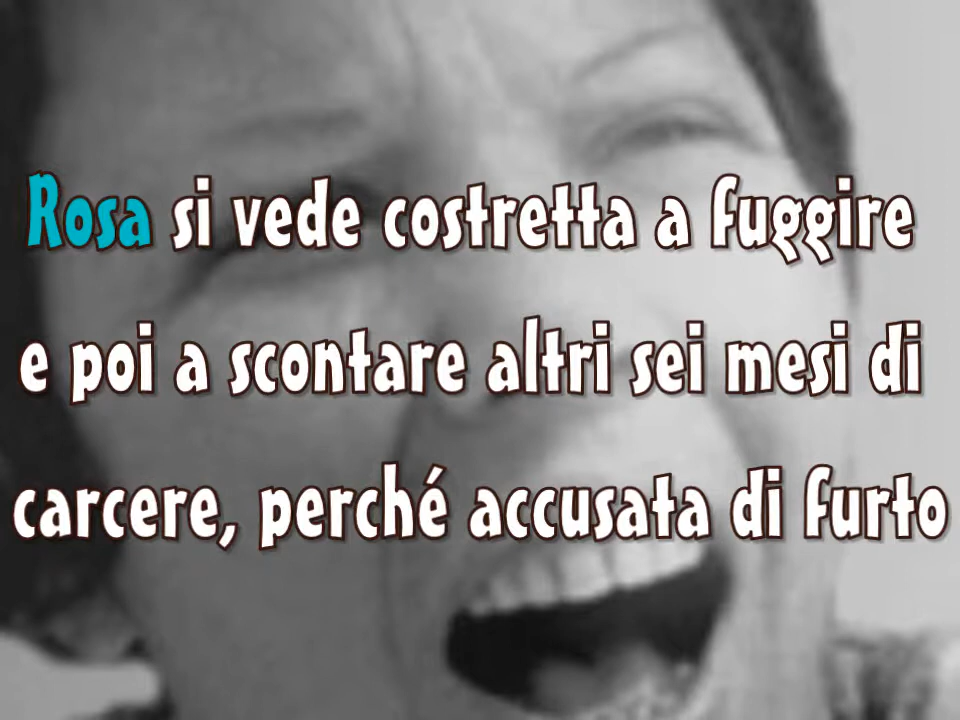 Rosa si vede costretta a fuggire
e poi a scontare altri sei mesi di
carcere, perché accusata di furto